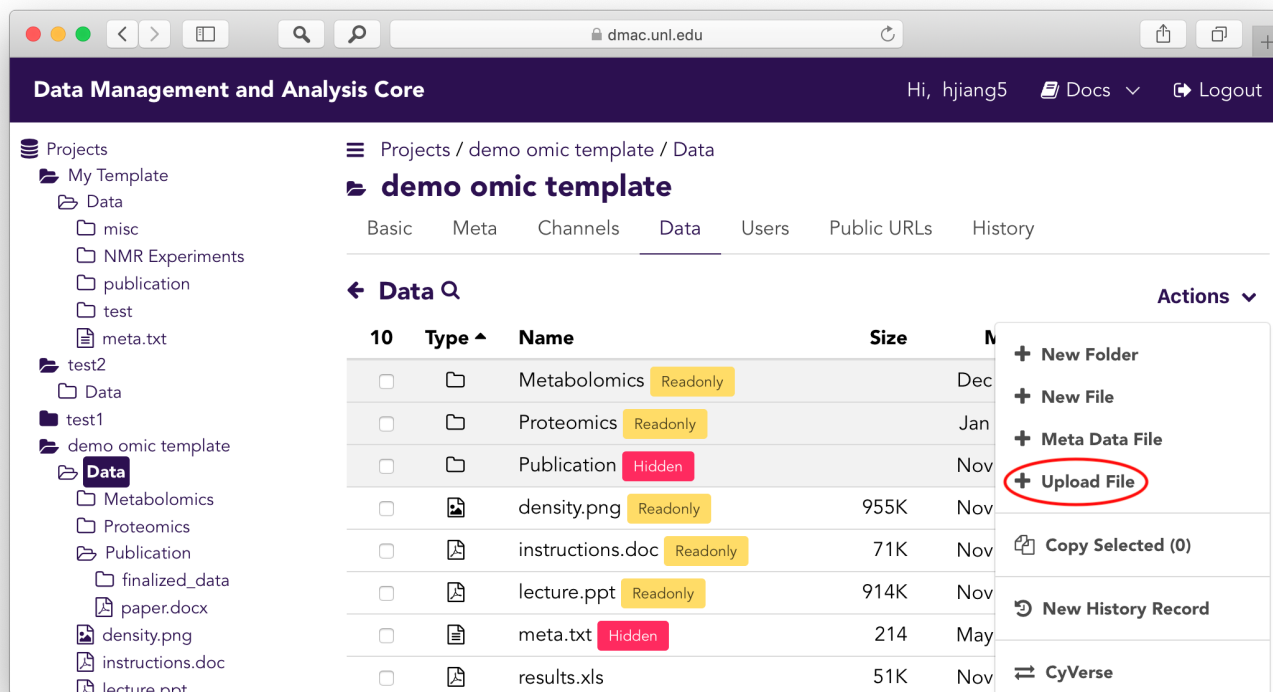 dmac.unl.edu
Data Management and Analysis Core
Hi, hjiang5
Docs
Logout
Projects
My Template
Data
misc
NMR Experiments
publication
test
meta.txt
test2
Data
test1
demo omic template
Data
Metabolomics
Proteomics
Publication
finalized_data
paper.docx
density.png
instructions.doc
lecture.ppt
Projects / demo omic template / Data
demo omic template
Basic Meta Channels Data Users Public URLs History
Data
Actions
10 Type Name Size
Metabolomics Readonly Dec
Proteomics Readonly Jan
Publication Hidden Nov
density.png Readonly 955K Nov
instructions.doc Readonly 71K Nov
lecture.ppt Readonly 914K Nov
meta.txt Hidden 214 May
results.xls 51K Nov
New Folder
New File
Meta Data File
Upload File
Copy Selected (0)
New History Record
CyVerse